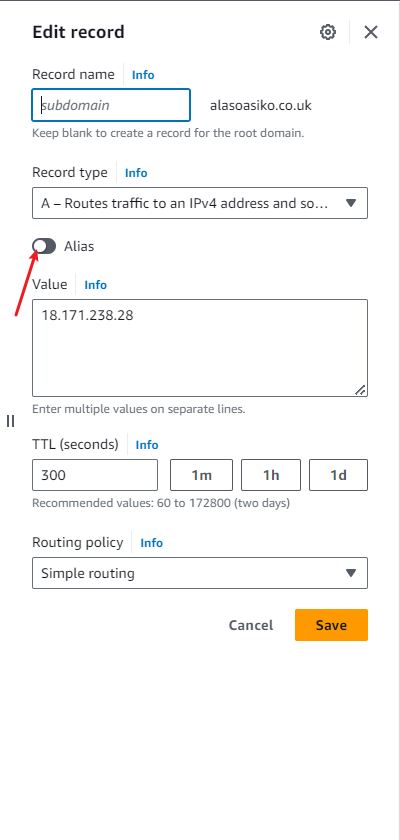 Edit record
Record name Info
subdomain alasoasiko.co.uk
Keep blank to create a record for the root domain.
Record type Info
A – Routes traffic to an IPv4 address and so...
Alias
Value Info
18.171.238.28
Enter multiple values on separate lines.
TTL (seconds) Info
300 1m 1h 1d
Recommended values: 60 to 172800 (two days)
Routing policy Info
Simple routing
Cancel Save